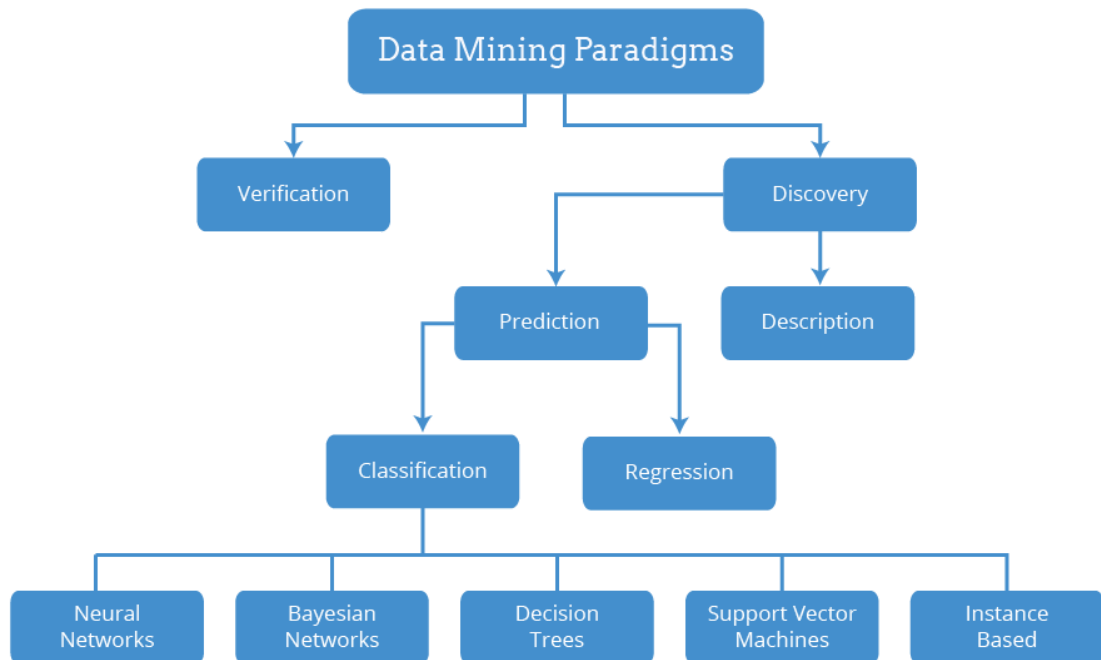 Data Mining Paradigms
Verification
Discovery
Prediction
Description
Classification
Regression
Neural
Networks
Bayesian
Networks
Decision
Trees
Support Vector
Machines
Instance
Based